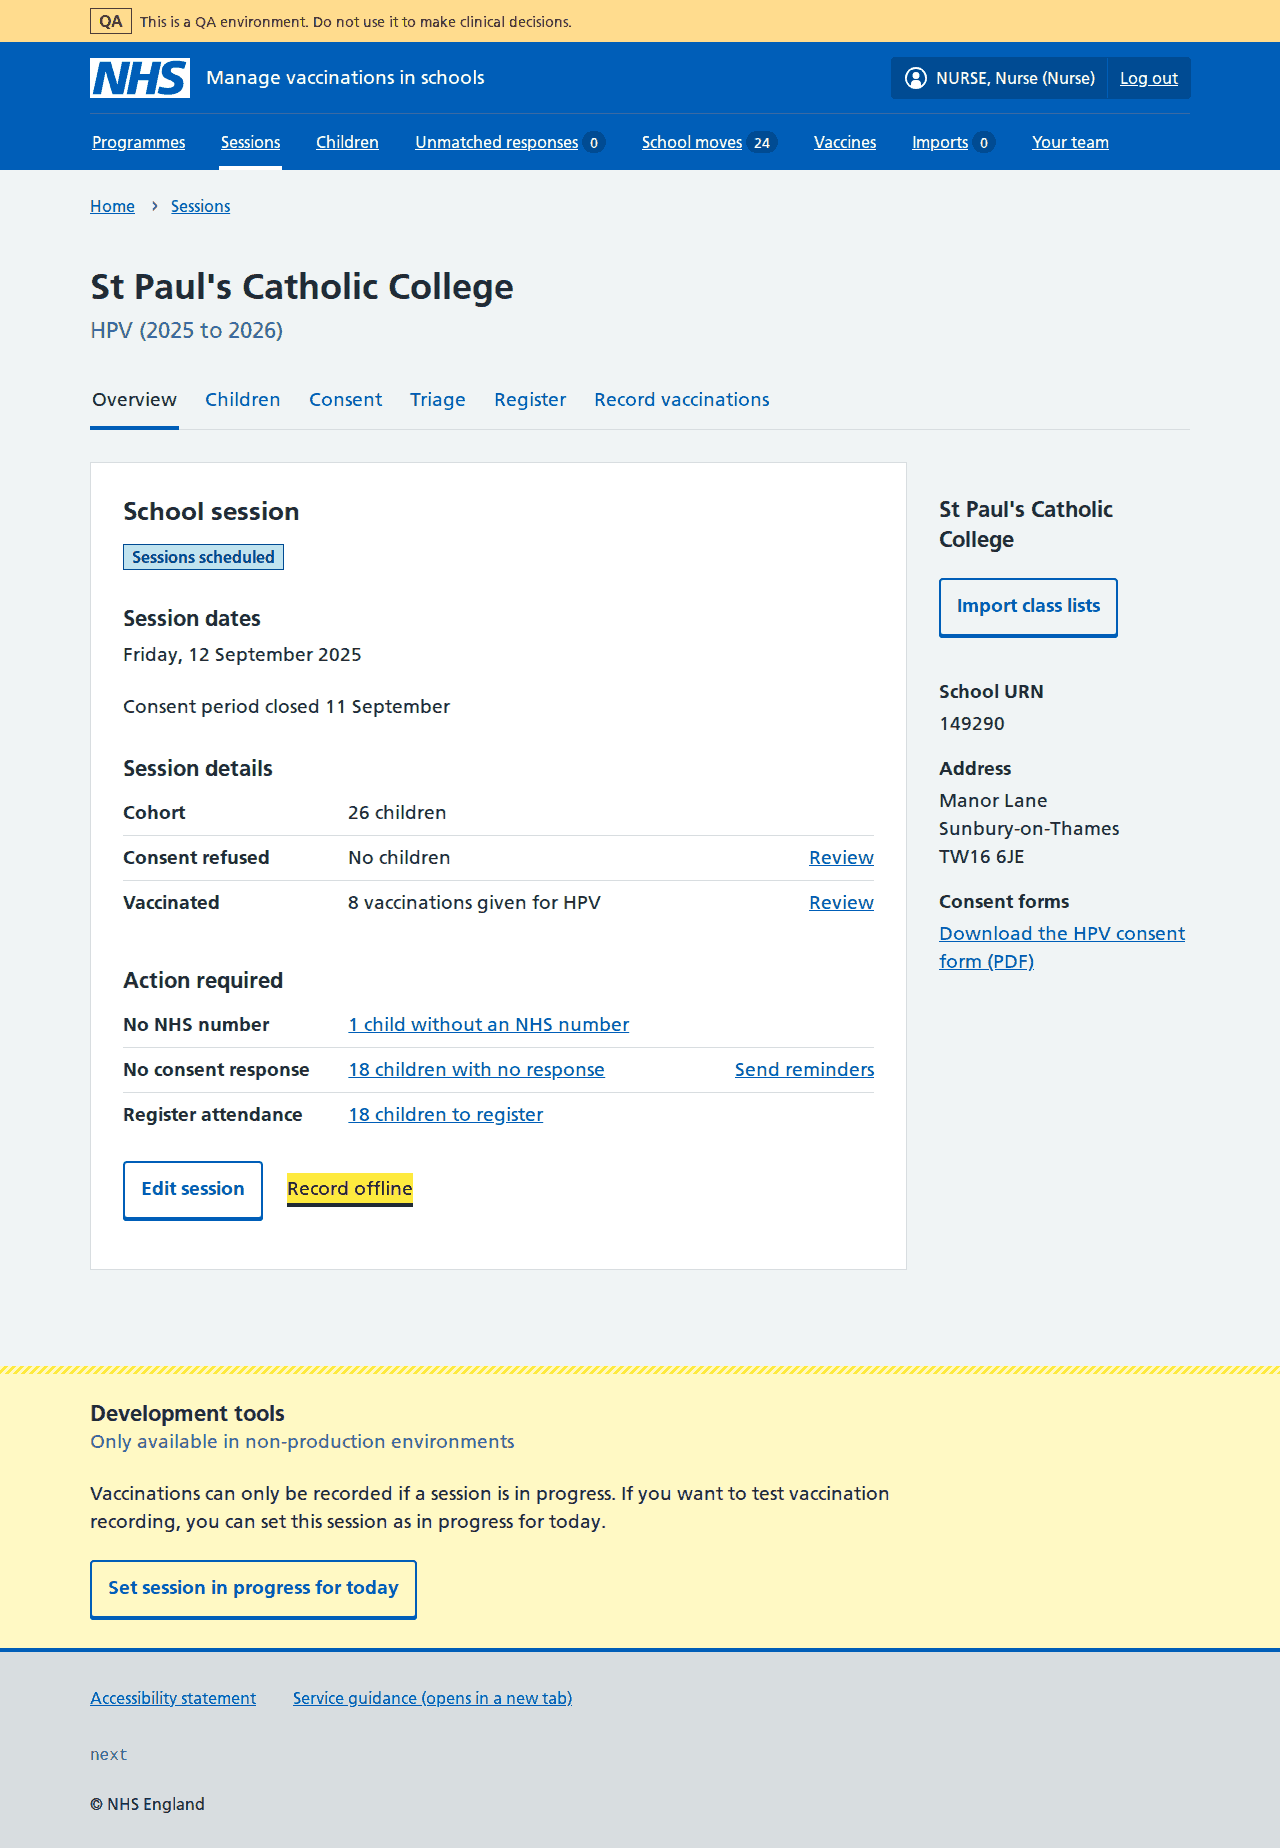 QA This is a QA environment. Do not use it to make clinical decisions.
NHS Manage vaccinations in schools NURSE, Nurse (Nurse) Log out
Programmes Sessions Children Unmatched responses 0 School moves 24 Vaccines Imports 0 Your team
Home › Sessions
St Paul's Catholic College
HPV (2025 to 2026)
Overview Children Consent Triage Register Record vaccinations
School session
Sessions scheduled
Session dates
Friday, 12 September 2025
Consent period closed 11 September
Session details
Cohort 26 children
Consent refused No children Review
Vaccinated 8 vaccinations given for HPV Review
Action required
No NHS number 1 child without an NHS number
No consent response 18 children with no response Send reminders
Register attendance 18 children to register
Edit session Record offline
St Paul's Catholic
College
Import class lists
School URN
149290
Address
Manor Lane
Sunbury-on-Thames
TW16 6JE
Consent forms
Download the HPV consent
form (PDF)
Development tools
Only available in non-production environments
Vaccinations can only be recorded if a session is in progress. If you want to test vaccination
recording, you can set this session as in progress for today.
Set session in progress for today
Accessibility statement Service guidance (opens in a new tab)
next
© NHS England